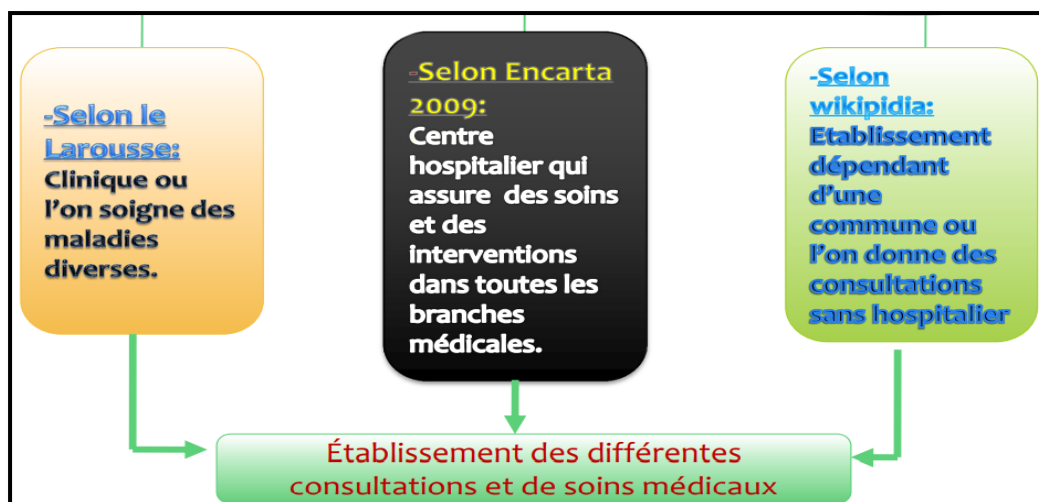 -Selon le
Larousse:
Clinique ou
l'on soigne des
maladies
diverses.
-Selon Encarta
2009:
Centre
hospitalier qui
assure des soins
et des
interventions
dans toutes les
branches
médicales.
-Selon
wikipidia:
Etablissement
dépendant
d'une
commune ou
l'on donne des
consultations
sans hospitalier
Établissement des différentes
consultations et de soins médicaux